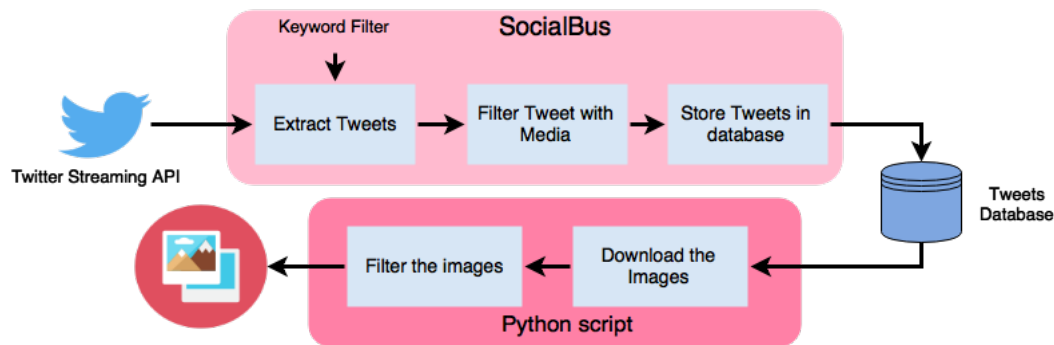 Keyword Filter
SocialBus
Extract Tweets
Filter Tweet with
Media
Store Tweets in
database
Twitter Streaming API
Tweets
Database
Filter the images
Download the
Images
Python script